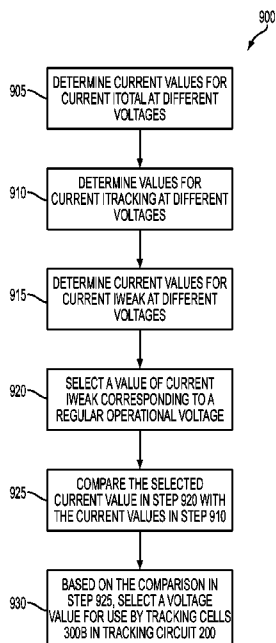 900
905
DETERMINE CURRENT VALUES FOR
CURRENT ITOTAL AT DIFFERENT
VOLTAGES
910
DETERMINE VALUES FOR
CURRENT ITRACKING AT DIFFERENT
VOLTAGES
915
DETERMINE CURRENT VALUES FOR
CURRENT IWEAK AT DIFFERENT
VOLTAGES
920
SELECT A VALUE OF CURRENT
IWEAK CORRESPONDING TO A
REGULAR OPERATIONAL VOLTAGE
925
COMPARE THE SELECTED
CURRENT VALUE IN STEP 920 WITH
THE CURRENT VALUES IN STEP 910
930
BASED ON THE COMPARISON IN
STEP 925, SELECT A VOLTAGE
VALUE FOR USE BY TRACKING CELLS
300B IN TRACKING CIRCUIT 200